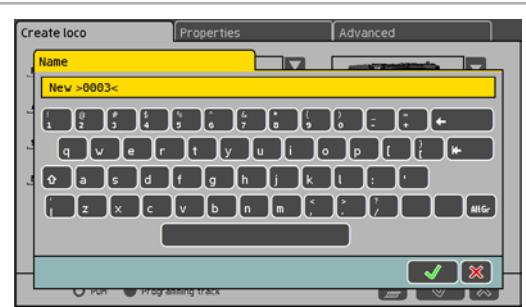 Create loco Properties Advanced
Name
New >0003<
! @ # $ % ^ & * ( ) _ +
1 2 3 4 5 6 7 8 9 0 - =
q w e r t y u i o p [ ]
a s d f g h j k l : '
z x c v b n m < > ?
, . /
AltGr
Programming track